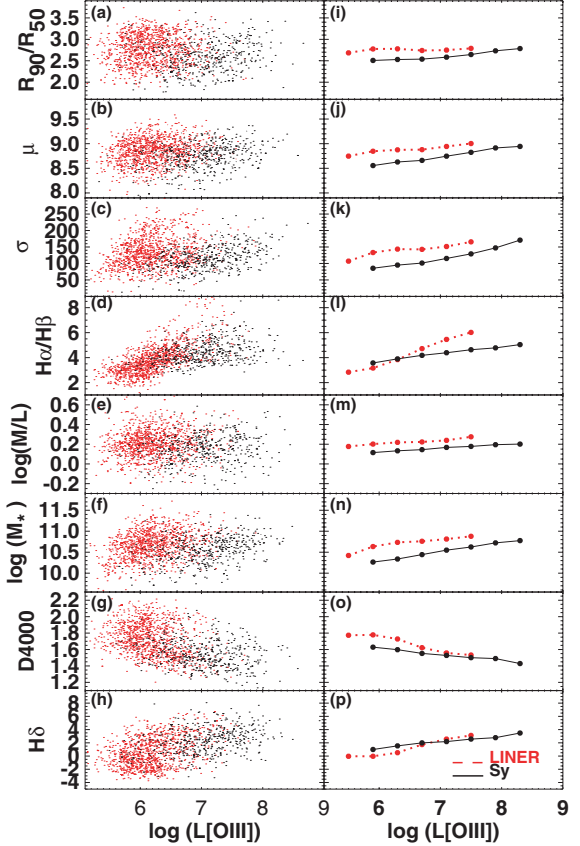 R90/R50
3.5
3.0
2.5
2.0
(a)
(i)
μ
9.5
9.0
8.5
8.0
(b)
(j)
σ
250
200
150
100
50
(c)
(k)
Hα/Hβ
8
6
4
2
(d)
(l)
log(M/L)
0.6
0.4
0.2
0.0
-0.2
(e)
(m)
log (M*)
11.5
11.0
10.5
10.0
(f)
(n)
D4000
2.2
2.0
1.8
1.6
1.4
1.2
(g)
(o)
Hδ
8
6
4
2
0
-2
-4
(h)
(p)
LINER
Sy
6 7 8 9 6 7 8 9
log (L[OIII]) log (L[OIII])